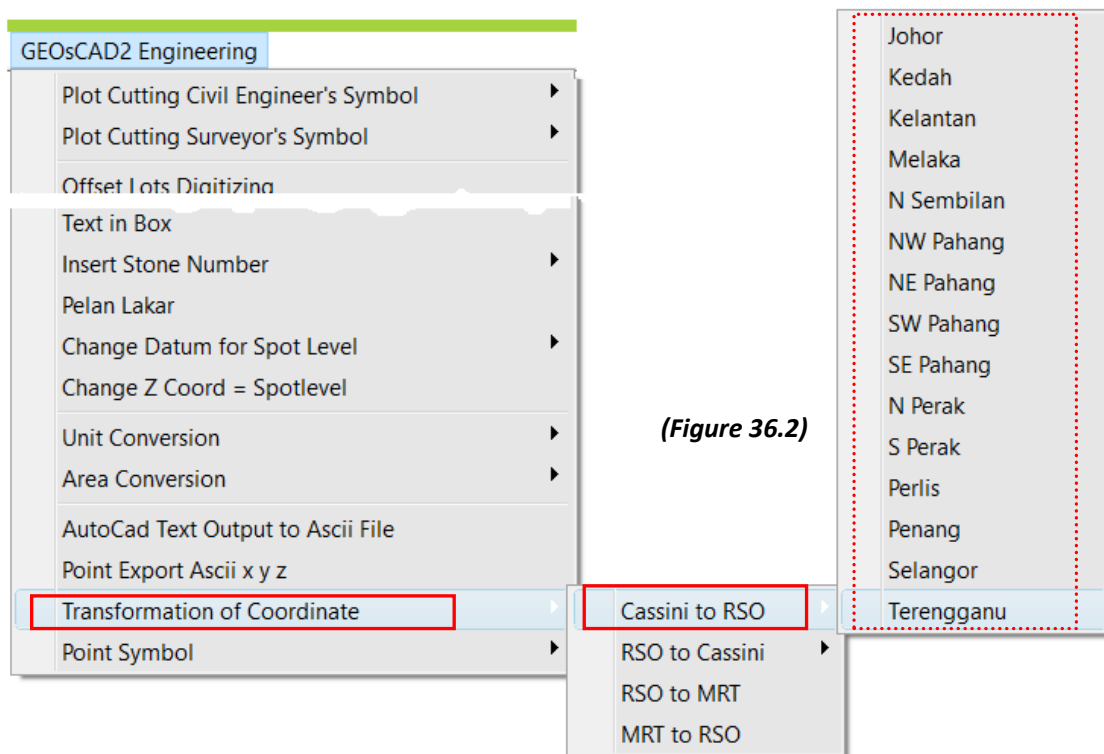 GEOsCAD2 Engineering
Plot Cutting Civil Engineer's Symbol
Plot Cutting Surveyor's Symbol
Offset Lots Digitizing
Text in Box
Insert Stone Number
Pelan Lakar
Change Datum for Spot Level
Change Z Coord = Spotlevel
Unit Conversion
Area Conversion
AutoCad Text Output to Ascii File
Point Export Ascii x y z
Transformation of Coordinate
Point Symbol
Cassini to RSO
RSO to Cassini
RSO to MRT
MRT to RSO
(Figure 36.2)
Johor
Kedah
Kelantan
Melaka
N Sembilan
NW Pahang
NE Pahang
SW Pahang
SE Pahang
N Perak
S Perak
Perlis
Penang
Selangor
Terengganu